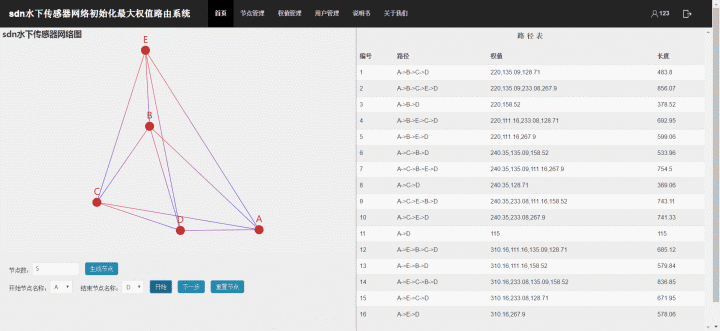 sdn水下传感器网络初始化最大权值路由系统 首页 节点管理 权值管理 用户管理 说明书 关于我们 123
sdn水下传感器网络图
E
B
C
D
A
节点数: 5 生成节点
开始节点名称: A 结束节点名称: D 开始 下一步 重置节点
路 径 表
编号 路径 权值 长度
1 A->B->C->D 220,135.09,128.71 483.8
2 A->B->C->E->D 220,135.09,233.08,267.9 856.07
3 A->B->D 220,158.52 378.52
4 A->B->E->C->D 220,111.16,233.08,128.71 692.95
5 A->B->E->D 220,111.16,267.9 599.06
6 A->C->B->D 240.35,135.09,158.52 533.96
7 A->C->B->E->D 240.35,135.09,111.16,267.9 754.5
8 A->C->D 240.35,128.71 369.06
9 A->C->E->B->D 240.35,233.08,111.16,158.52 743.11
10 A->C->E->D 240.35,233.08,267.9 741.33
11 A->D 115 115
12 A->E->B->C->D 310.16,111.16,135.09,128.71 685.12
13 A->E->B->D 310.16,111.16,158.52 579.84
14 A->E->C->B->D 310.16,233.08,135.09,158.52 836.85
15 A->E->C->D 310.16,233.08,128.71 671.95
16 A->E->D 310.16,267.9 578.06